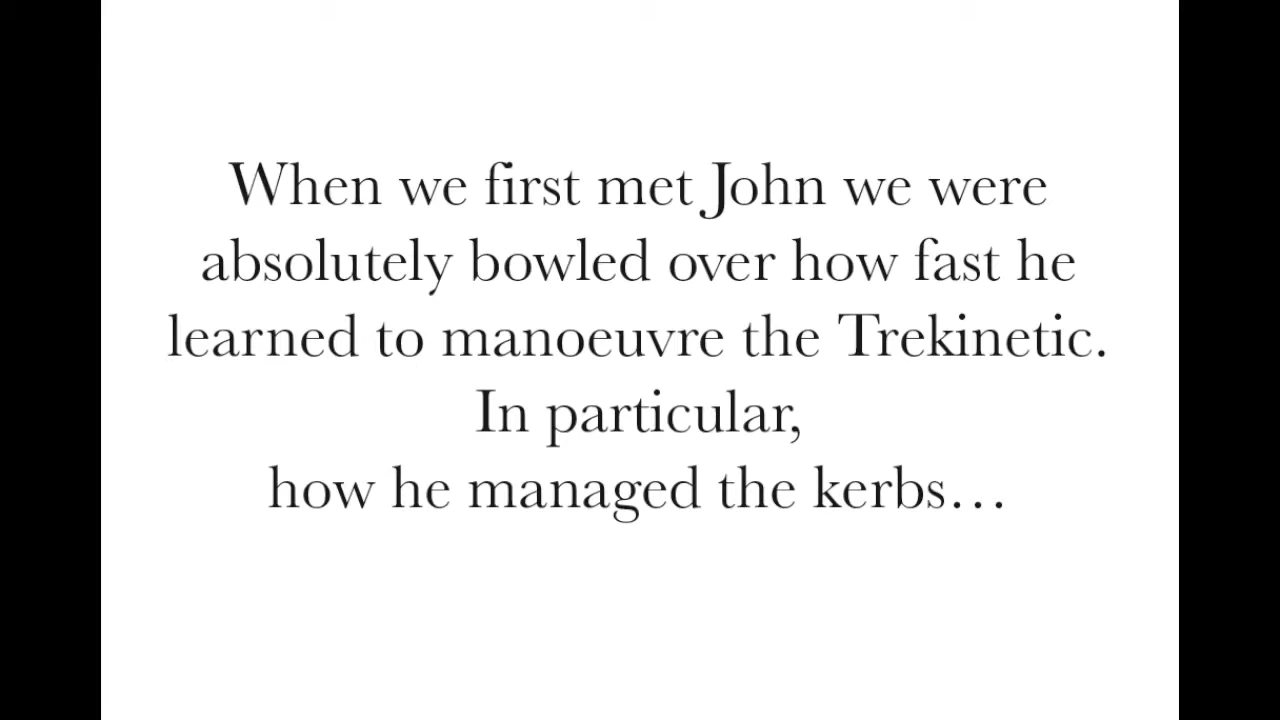 When we first met John we were
absolutely bowled over how fast he
learned to manoeuvre the Trekinetic.
In particular,
how he managed the kerbs…